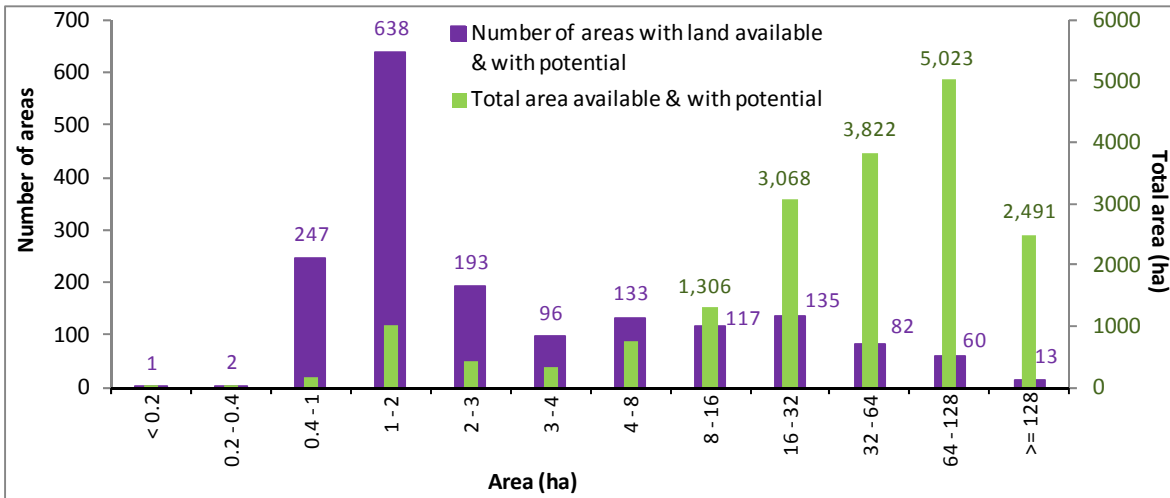 Number of areas with land available
& with potential
Total area available & with potential
Number of areas
700
600
500
400
300
200
100
0
Total area (ha)
6000
5000
4000
3000
2000
1000
0
1
2
247
638
193
96
133
1,306
117
3,068
135
3,822
82
5,023
60
2,491
13
< 0.2
0.2 - 0.4
0.4 - 1
1 - 2
2 - 3
3 - 4
4 - 8
8 - 16
16 - 32
32 - 64
64 - 128
>= 128
Area (ha)